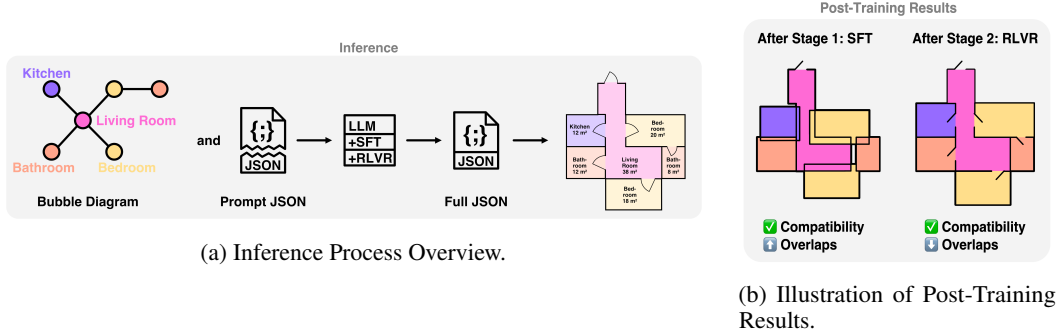 Inference
Kitchen
Living Room
Bathroom
Bedroom
Bubble Diagram
and
{;}
JSON
Prompt JSON
LLM
+SFT
+RLVR
{;}
JSON
Full JSON
Kitchen
12 m²
Bed-
room
20 m²
Bath-
room
12 m²
Living
Room
38 m²
Bath-
room
8 m²
Bed-
room
18 m²
(a) Inference Process Overview.
Post-Training Results
After Stage 1: SFT
After Stage 2: RLVR
Compatibility
Overlaps
Compatibility
Overlaps
(b) Illustration of Post-Training
Results.